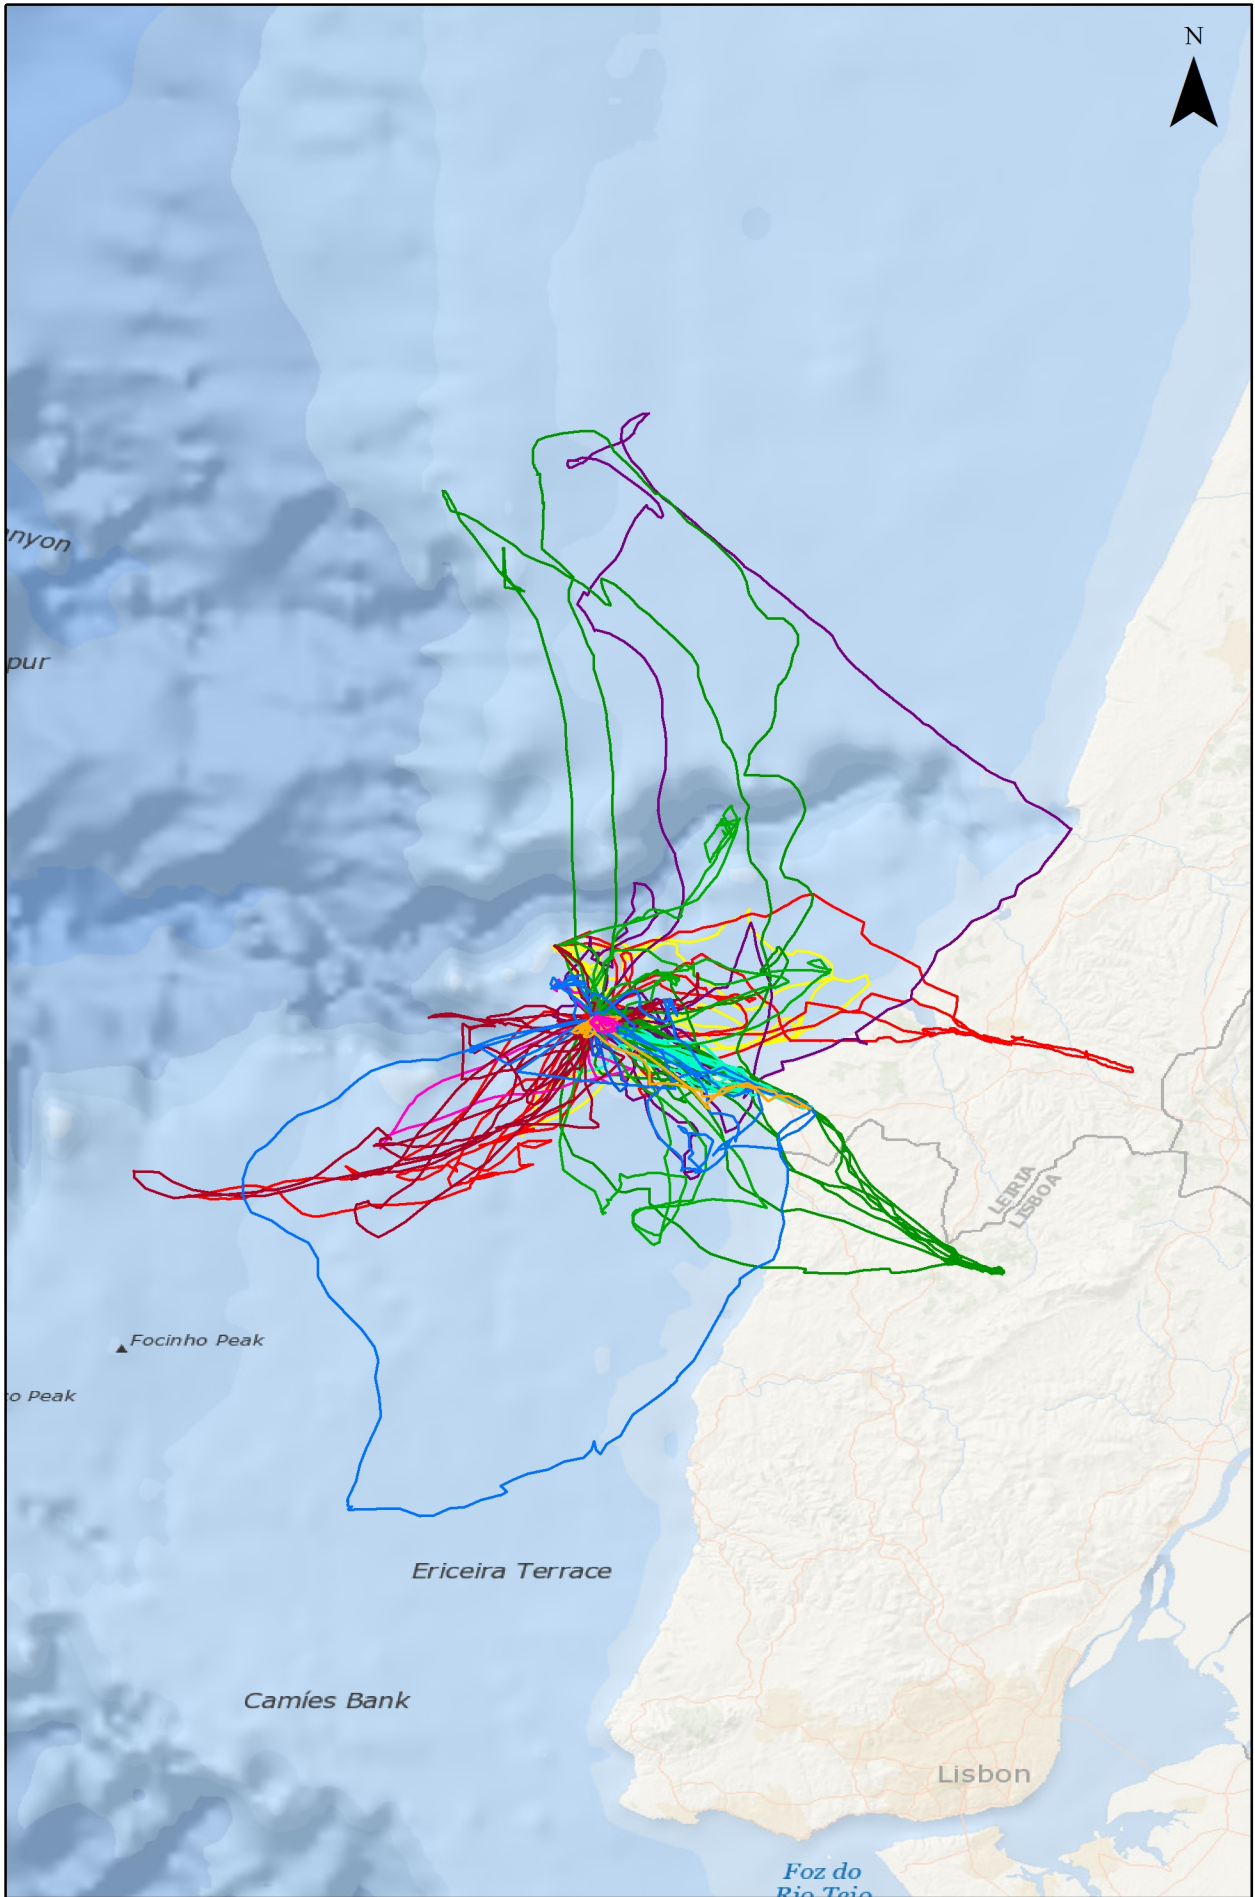 N
nyon
pur
LEIRIA
LISBOA
Focinho Peak
o Peak
Ericeira Terrace
Camíes Bank
Lisbon
Foz do
Rio Tejo